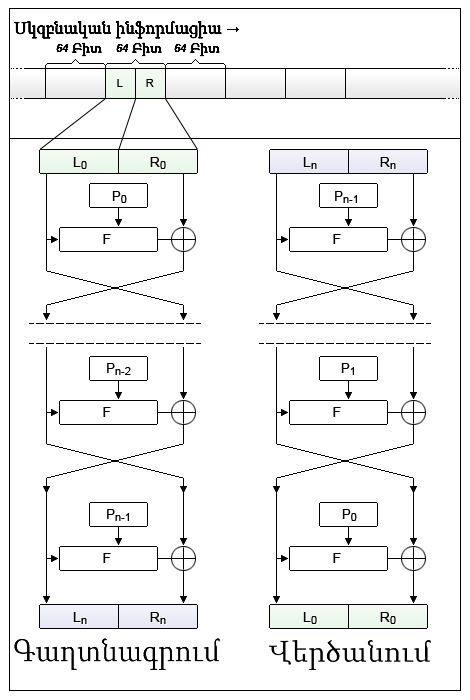 Սկզբնական ինֆորմացիա →
64 Բիտ 64 Բիտ 64 Բիտ
L R
L0 R0 Ln Rn
P0 Pn-1
F F
Pn-2 P1
F F
Pn-1 P0
F F
Ln Rn L0 R0
Գաղտնագրում Վերծանում